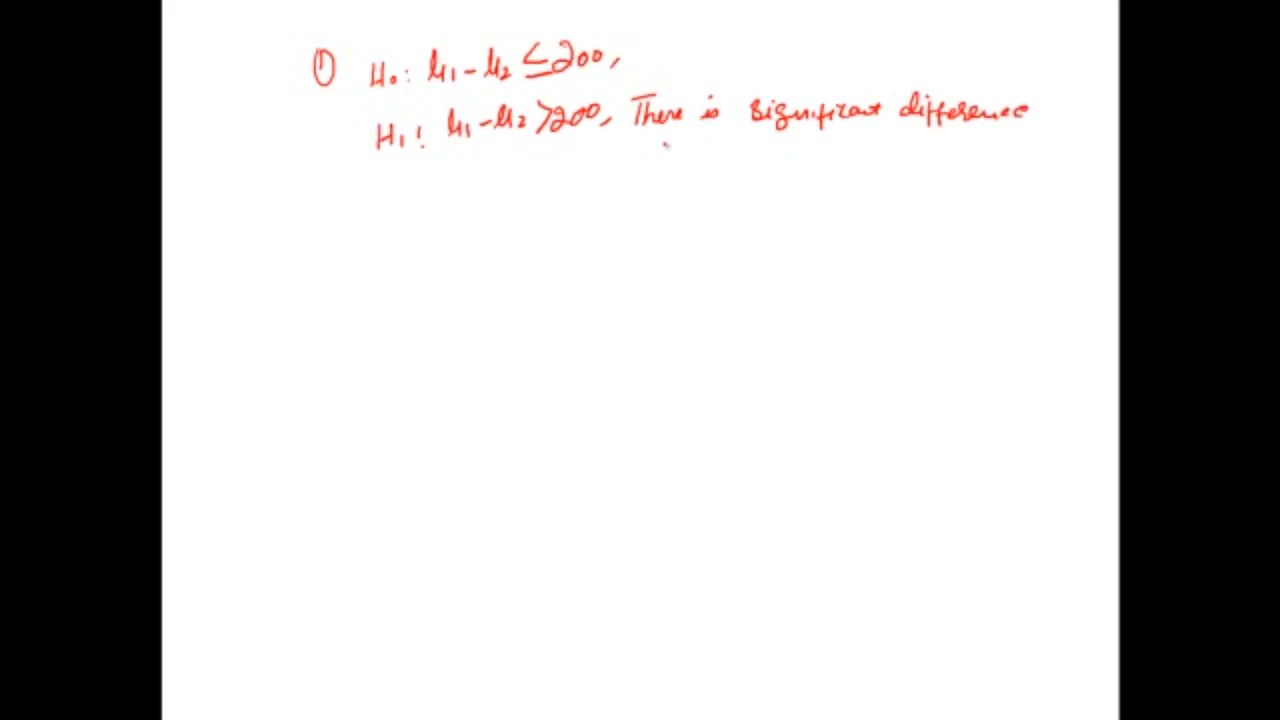 ① H₀: μ₁-μ₂ ≤200,
H₁: μ₁-μ₂ >200, There is significant difference